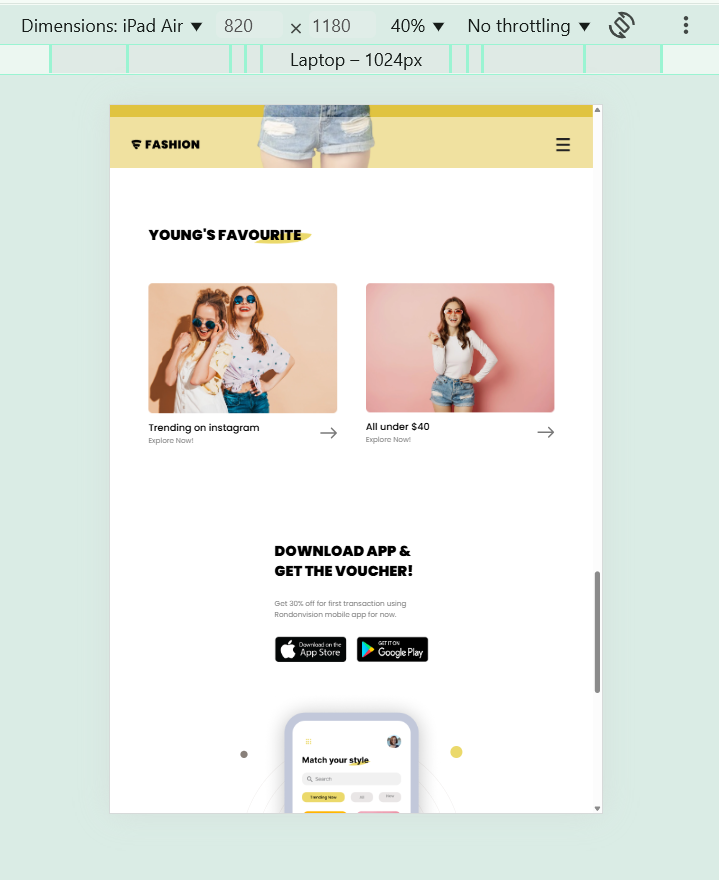 Dimensions: iPad Air 820 × 1180 40% No throttling
Laptop – 1024px
FASHION
YOUNG'S FAVOURITE
Trending on instagram
Explore Now!
All under $40
Explore Now!
DOWNLOAD APP &
GET THE VOUCHER!
Get 30% off for first transaction using
Rondonvision mobile app for now.
Download on the
App Store
GET IT ON
Google Play
Match your style
Search
Trending Now
All